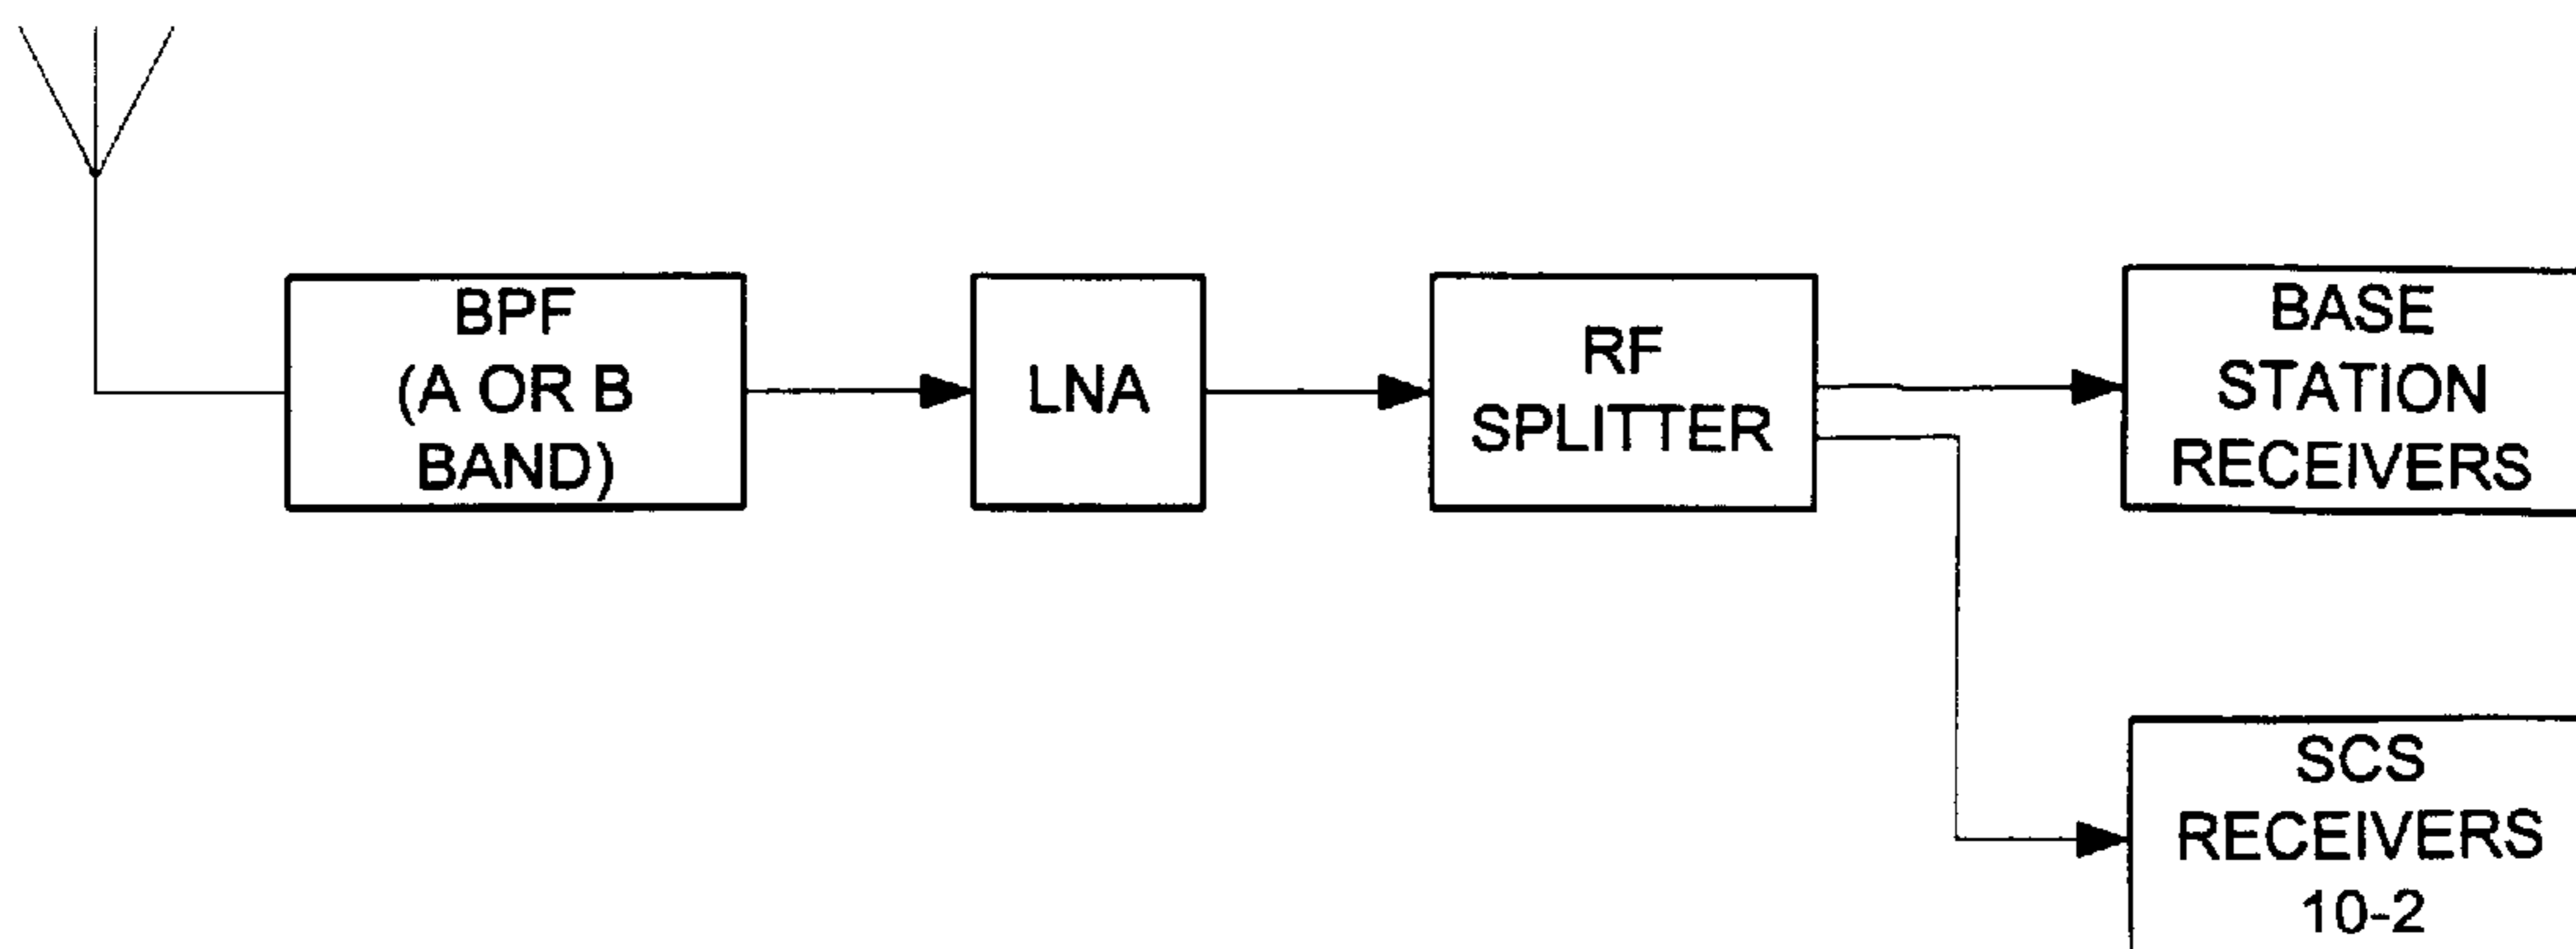 BPF
(A OR B
BAND)
LNA
RF
SPLITTER
BASE
STATION
RECEIVERS
SCS
RECEIVERS
10-2